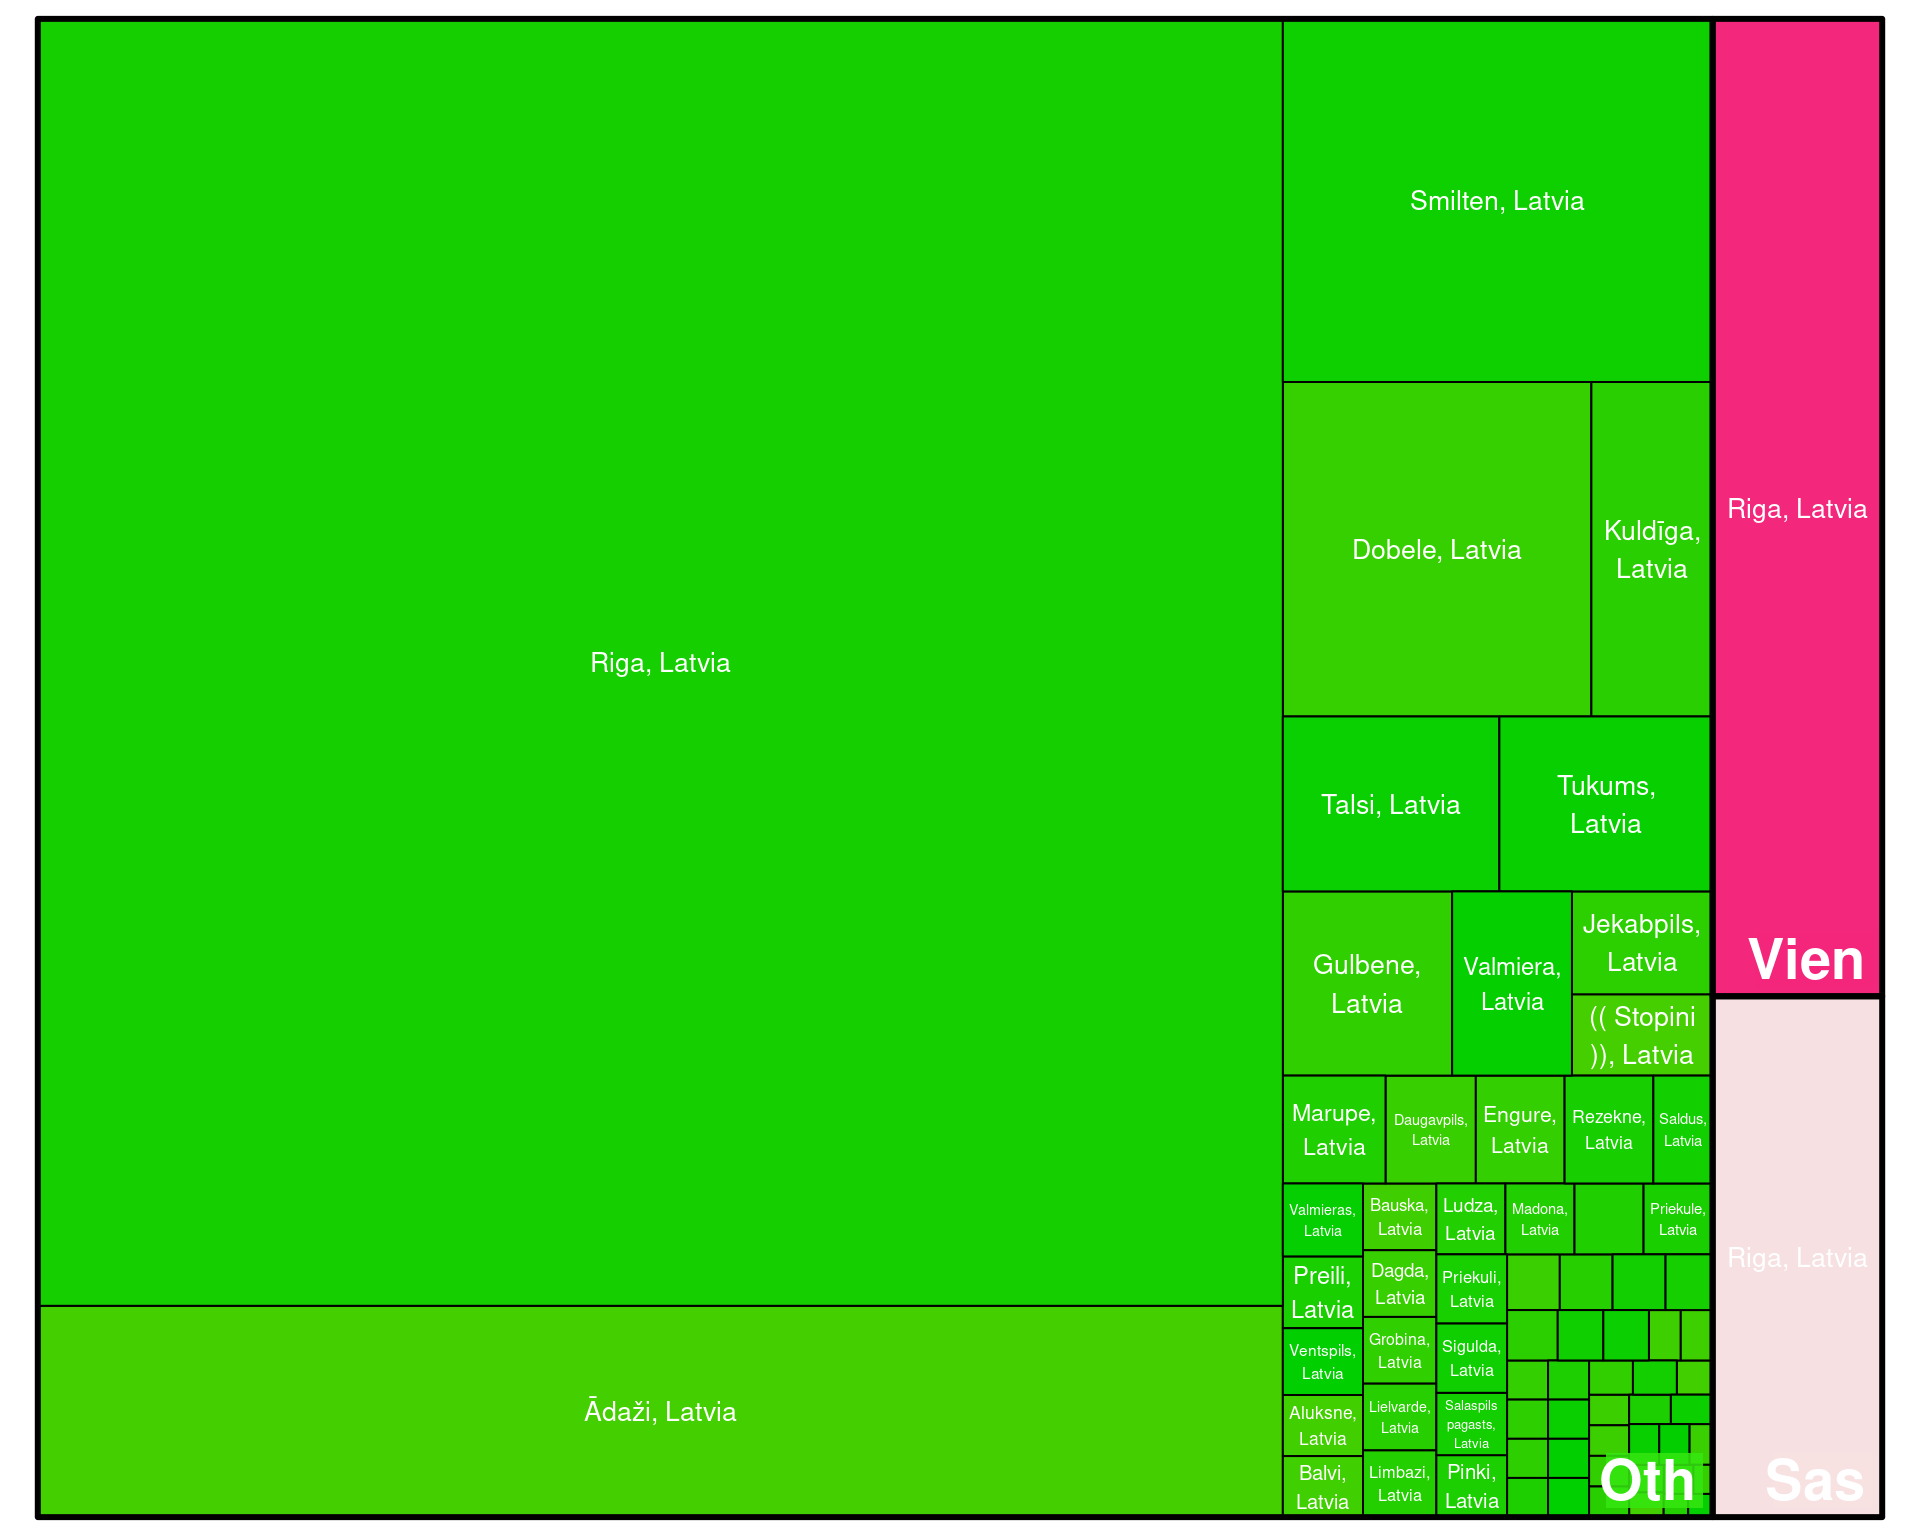 Smilten, Latvia
Riga, Latvia
Dobele, Latvia
Kuldīga,
Latvia
Riga, Latvia
Talsi, Latvia
Tukums,
Latvia
Gulbene,
Latvia
Valmiera,
Latvia
Jekabpils,
Latvia
(( Stopini
)), Latvia
Vien
Marupe,
Latvia
Daugavpils,
Latvia
Engure,
Latvia
Rezekne,
Latvia
Saldus,
Latvia
Valmieras,
Latvia
Bauska,
Latvia
Ludza,
Latvia
Madona,
Latvia
Priekule,
Latvia
Riga, Latvia
Preili,
Latvia
Dagda,
Latvia
Priekuli,
Latvia
Ventspils,
Latvia
Grobina,
Latvia
Sigulda,
Latvia
Ādaži, Latvia
Aluksne,
Latvia
Lielvarde,
Latvia
Salaspils
pagasts,
Latvia
Balvi,
Latvia
Limbazi,
Latvia
Pinki,
Latvia
Oth
Sas